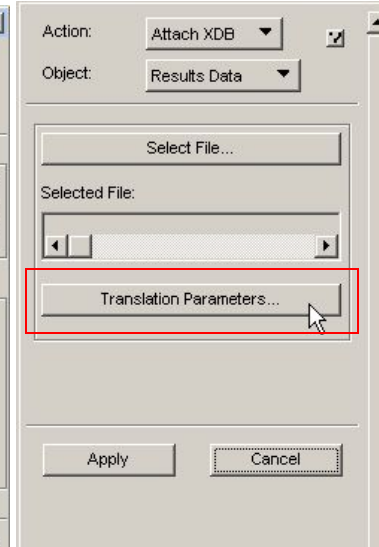 Action: Attach XDB
Object: Results Data
Select File...
Selected File:
Translation Parameters...
Apply Cancel